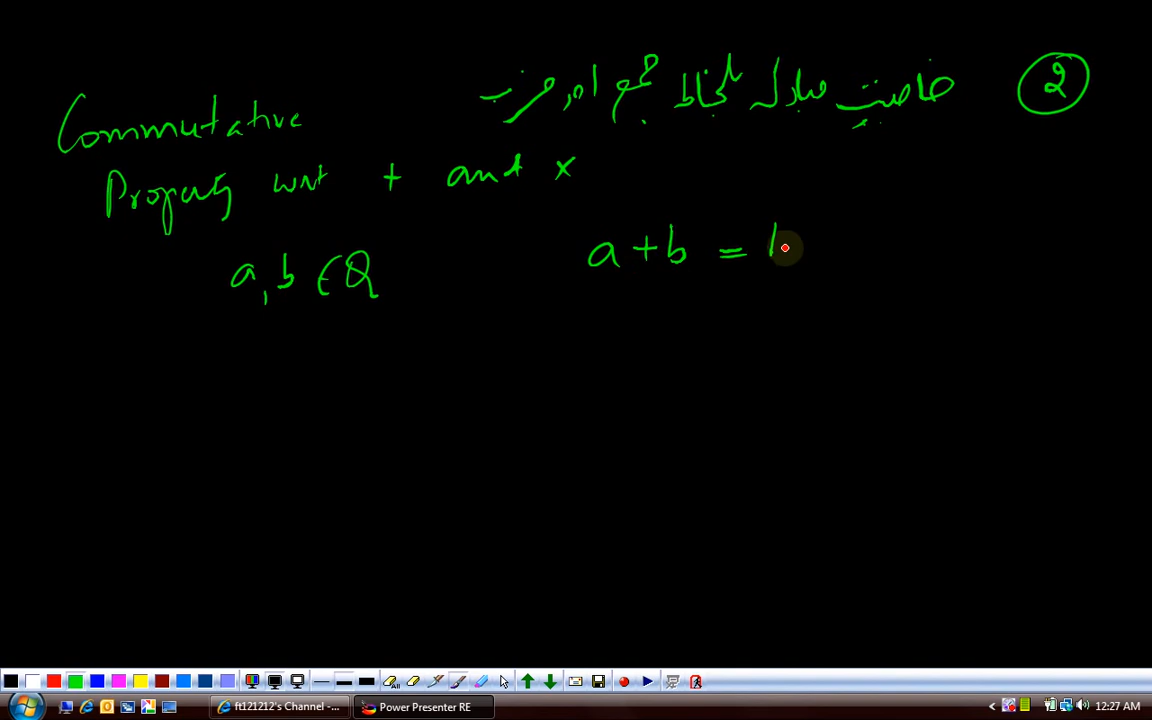 خاصیت مبادلہ بلحاظ جمع اور ضرب ②
Commutative
Property wrt + and ×
a, b ∈ Q
a + b = b
ft121212's Channel - ...
Power Presenter RE
12:27 AM